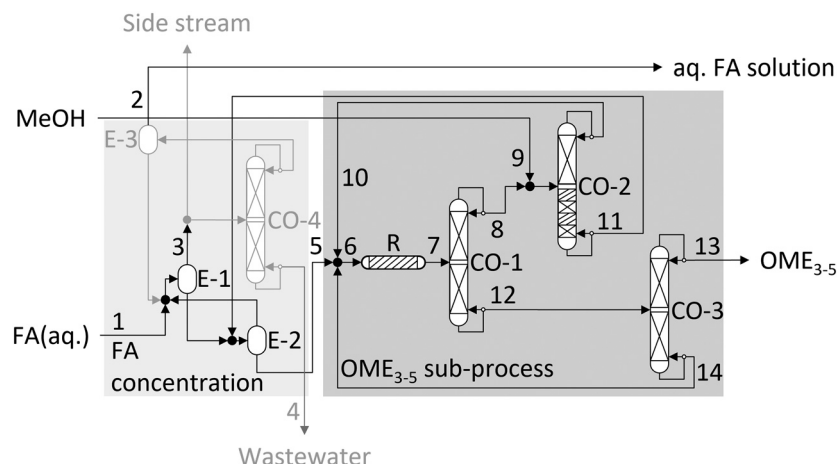 Side stream
aq. FA solution
2
MeOH
E-3
9
10
CO-2
CO-4
11
3
8
5
6
R
7
13
E-1
CO-1
OME3-5
12
1
FA(aq.)
FA
E-2
CO-3
concentration
OME3-5 sub-process
14
4
Wastewater